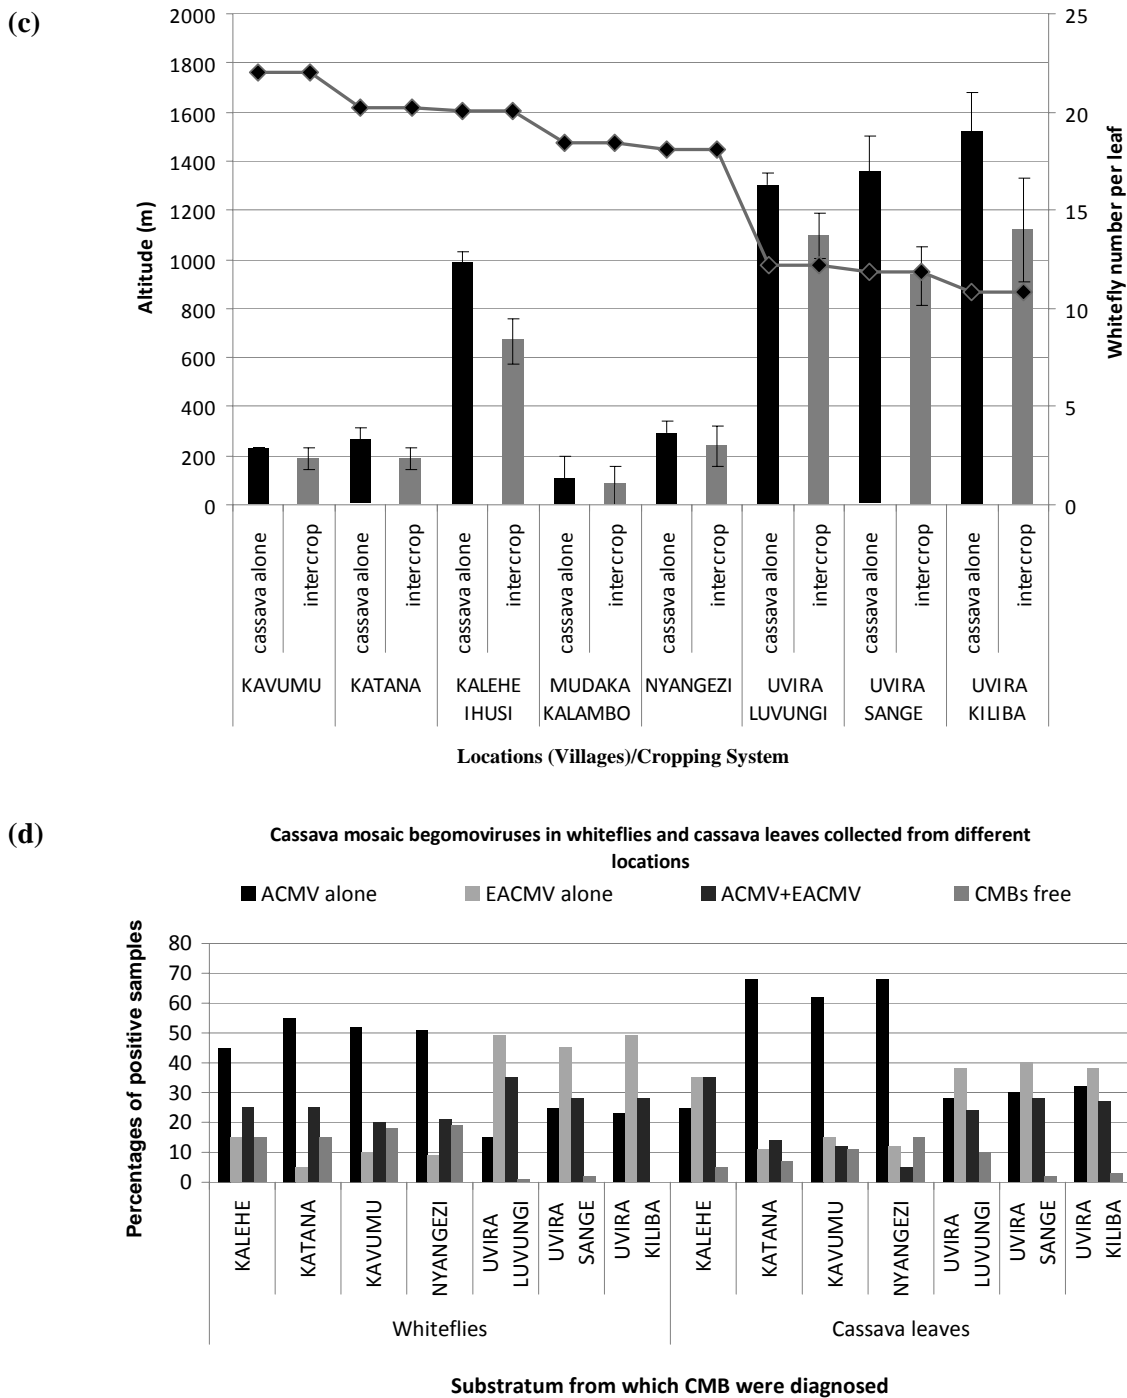 (c)
2000
1800
1600
1400
1200
1000
800
600
400
200
0
Altitude (m)
25
20
15
10
5
0
Whitefly number per leaf
cassava alone
intercrop
cassava alone
intercrop
cassava alone
intercrop
cassava alone
intercrop
cassava alone
intercrop
cassava alone
intercrop
cassava alone
intercrop
cassava alone
intercrop
KAVUMU
KATANA
KALEHE
IHUSI
MUDAKA
KALAMBO
NYANGEZI
UVIRA
LUVUNGI
UVIRA
SANGE
UVIRA
KILIBA
Locations (Villages)/Cropping System
(d)
Cassava mosaic begomoviruses in whiteflies and cassava leaves collected from different
locations
ACMV alone
EACMV alone
ACMV+EACMV
CMBs free
Percentages of positive samples
80
70
60
50
40
30
20
10
0
KALEHE
KATANA
KAVUMU
NYANGEZI
UVIRA
LUVUNGI
UVIRA
SANGE
UVIRA
KILIBA
KALEHE
KATANA
KAVUMU
NYANGEZI
UVIRA
LUVUNGI
UVIRA
SANGE
UVIRA
KILIBA
Whiteflies
Cassava leaves
Substratum from which CMB were diagnosed